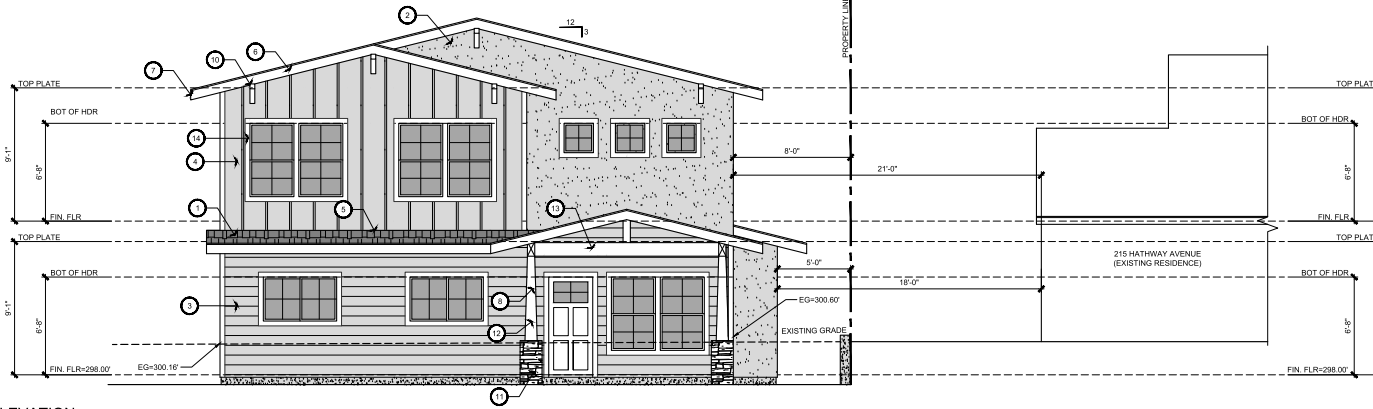 2
12
3
PROPERTY LINE
6
10
7
TOP PLATE
TOP PLAT
BOT OF HDR
BOT OF HDR
14
9'-1"
4
8'-0"
6'-8"
6'-8"
21'-0"
1
5
13
FIN. FLR
FIN. FLR
TOP PLATE
TOP PLAT
215 HATHWAY AVENUE
(EXISTING RESIDENCE)
5'-0"
BOT OF HDR
BOT OF HDR
18'-0"
8
3
EG=300.60'
9'-1"
12
6'-8"
6'-8"
EXISTING GRADE
EG=300.16'
FIN. FLR=298.00'
FIN. FLR=298.00'
11